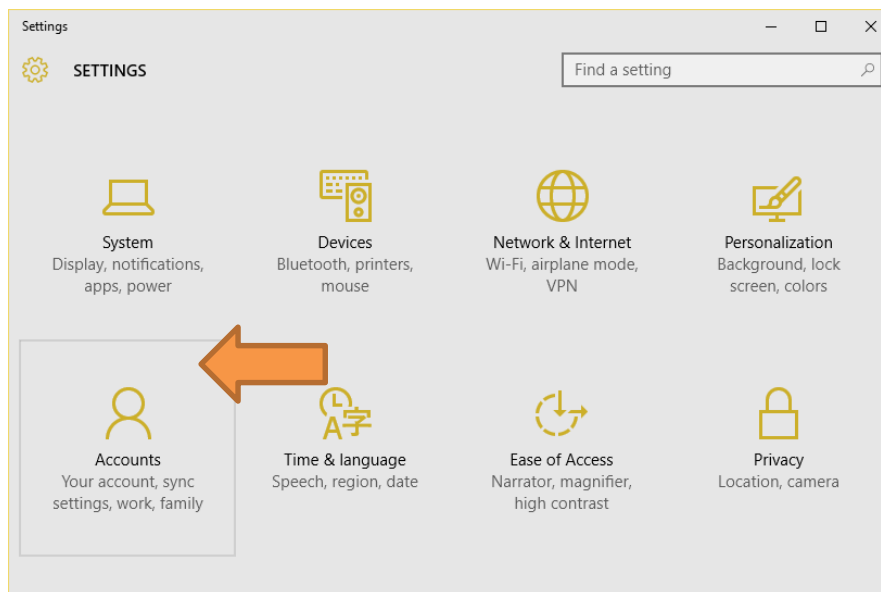 Settings
SETTINGS
Find a setting
System
Display, notifications,
apps, power
Devices
Bluetooth, printers,
mouse
Network & Internet
Wi-Fi, airplane mode,
VPN
Personalization
Background, lock
screen, colors
Accounts
Your account, sync
settings, work, family
A字
Time & language
Speech, region, date
Ease of Access
Narrator, magnifier,
high contrast
Privacy
Location, camera